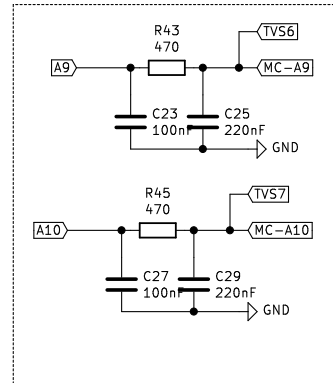 R43
470
TVS6
A9
MC-A9
C23
100nF
C25
220nF
GND
R45
470
TVS7
A10
MC-A10
C27
100nF
C29
220nF
GND